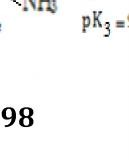 NH3
pK3 =
98